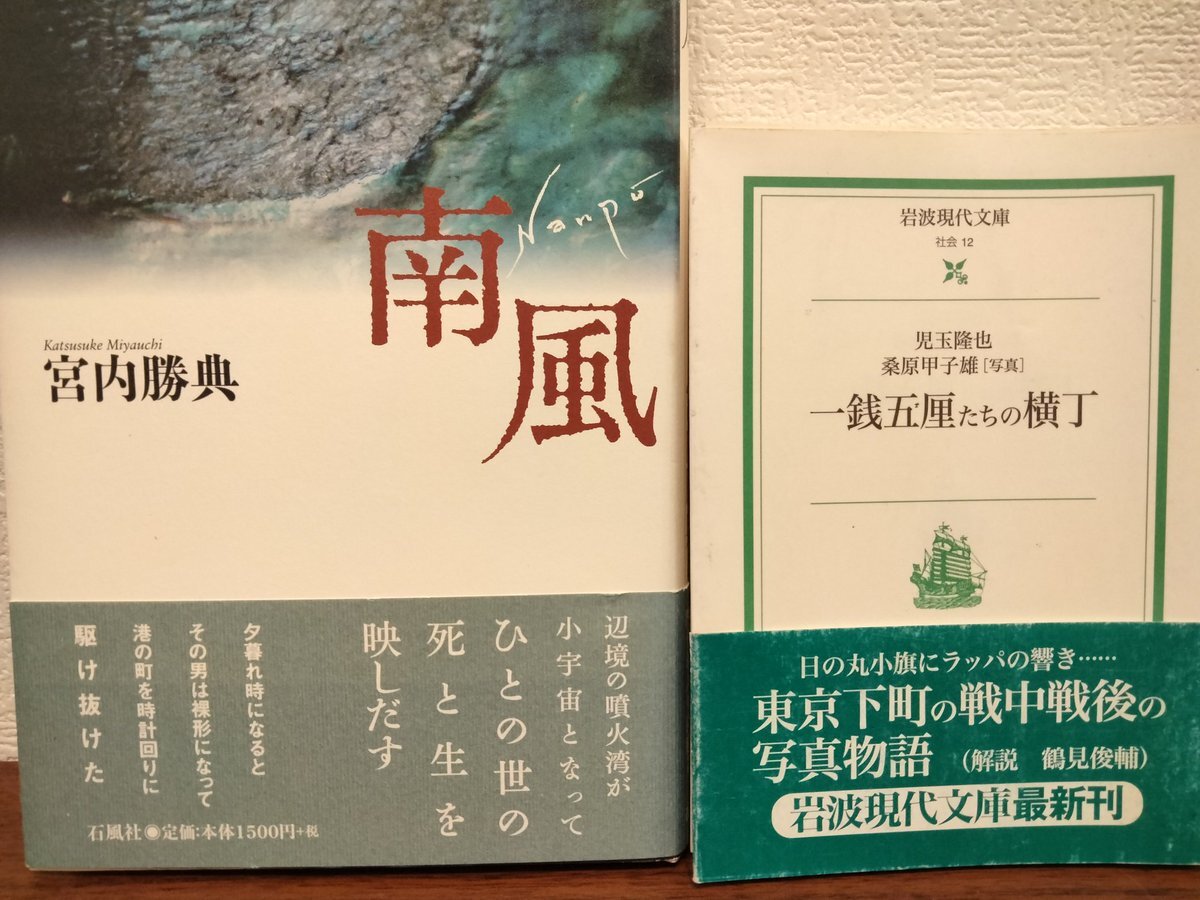 南風
Nanpū
Katsusuke Miyauchi
宮内勝典
辺境の噴火湾が
小宇宙となって
ひとの世の
死と生を
映しだす
夕暮れ時になると
その男は裸形になって
港の町を時計回りに
駆け抜けた
石風社◉定価:本体1500円+税
岩波現代文庫
社会 12
児玉隆也
桑原甲子雄[写真]
一銭五厘たちの横丁
日の丸小旗にラッパの響き……
東京下町の戦中戦後の
写真物語 (解説 鶴見俊輔)
岩波現代文庫最新刊